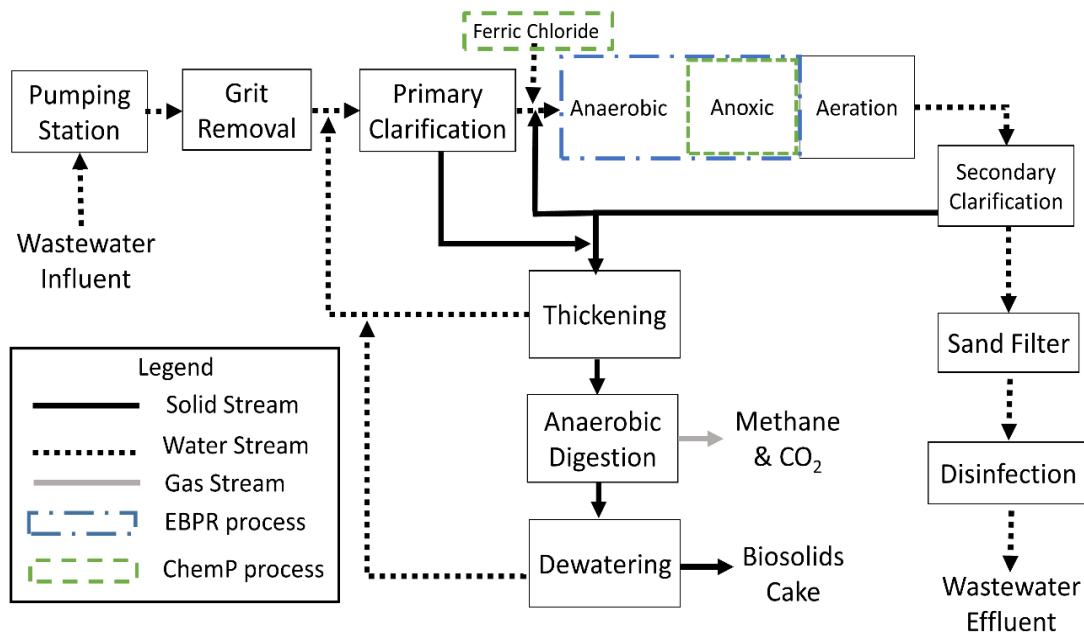 Ferric Chloride
Pumping
Station
Grit
Removal
Primary
Clarification
Anaerobic
Anoxic
Aeration
Secondary
Clarification
Wastewater
Influent
Thickening
Sand Filter
Legend
Solid Stream
Water Stream
Gas Stream
EBPR process
ChemP process
Anaerobic
Digestion
Methane
& CO₂
Disinfection
Dewatering
Biosolids
Cake
Wastewater
Effluent